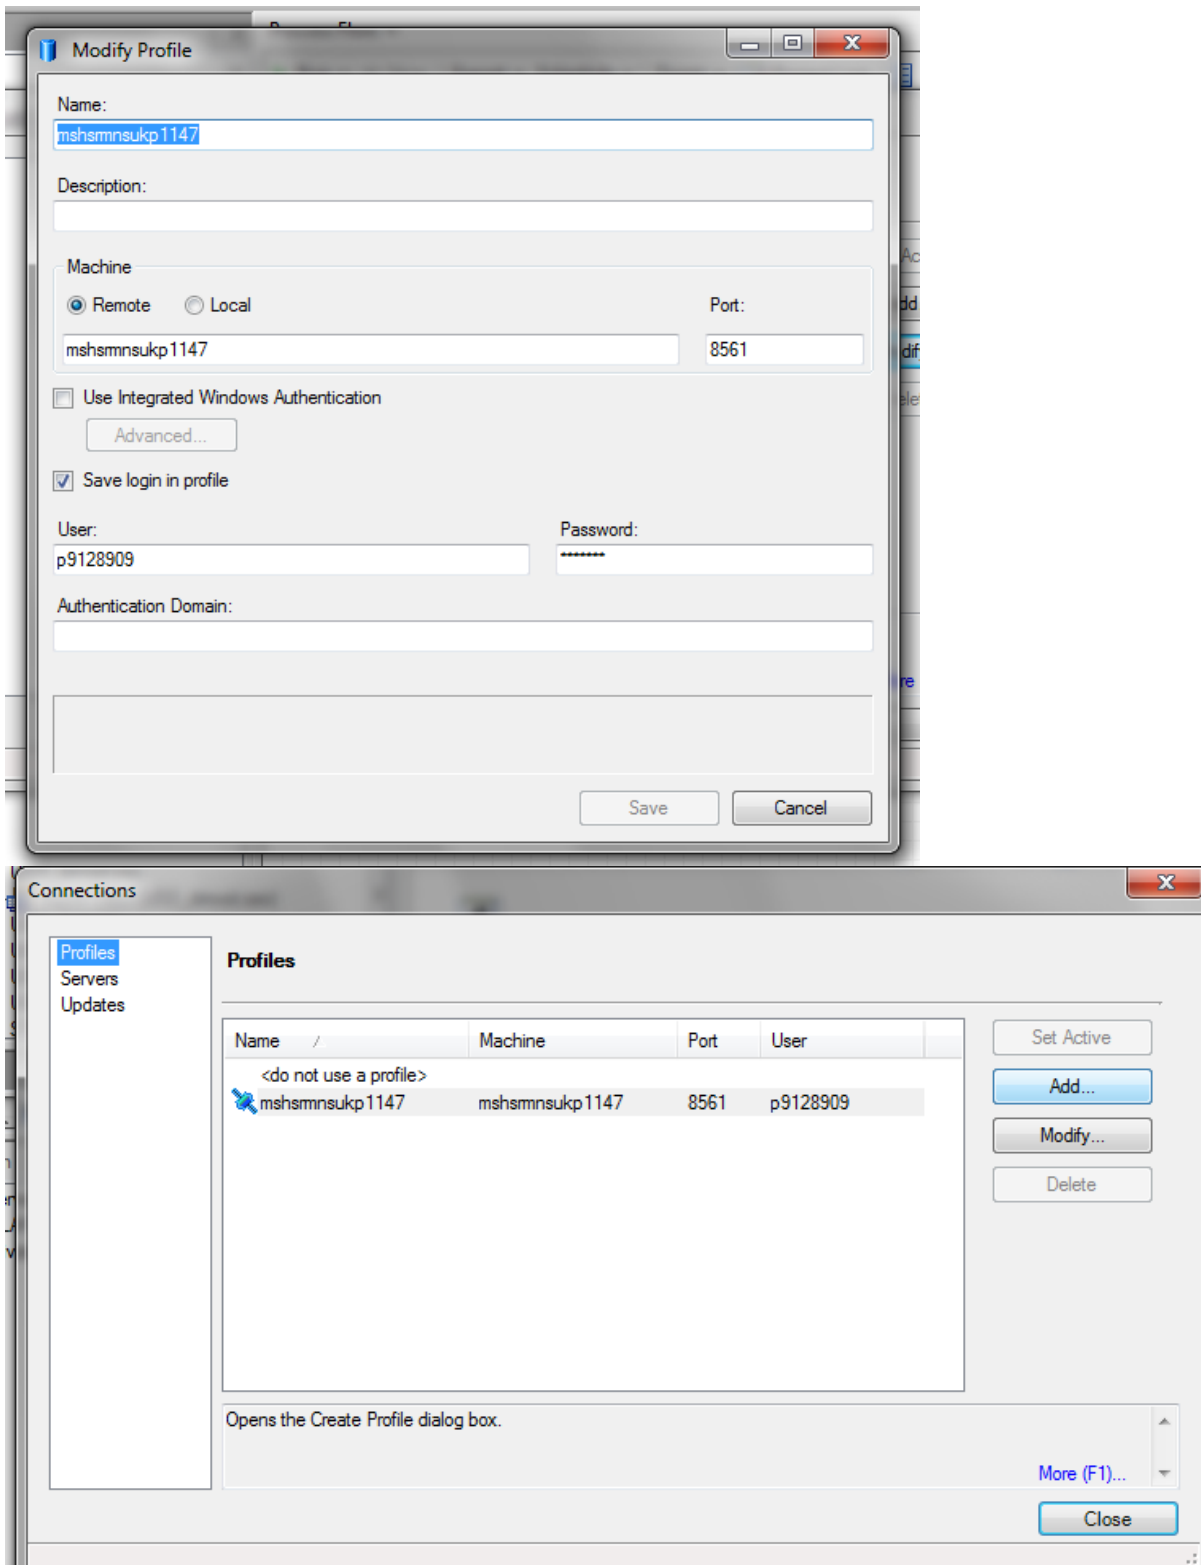 Modify Profile
Name:
mshsrmnsukp1147
Description:
Machine
Remote Local Port:
mshsrmnsukp1147 8561
Use Integrated Windows Authentication
Advanced...
Save login in profile
User: Password:
p9128909 *******
Authentication Domain:
Save Cancel
Connections
Profiles
Servers
Updates
Profiles
Name Machine Port User
<do not use a profile>
mshsrmnsukp1147 mshsrmnsukp1147 8561 p9128909
Set Active
Add...
Modify...
Delete
Opens the Create Profile dialog box.
More (F1)...
Close